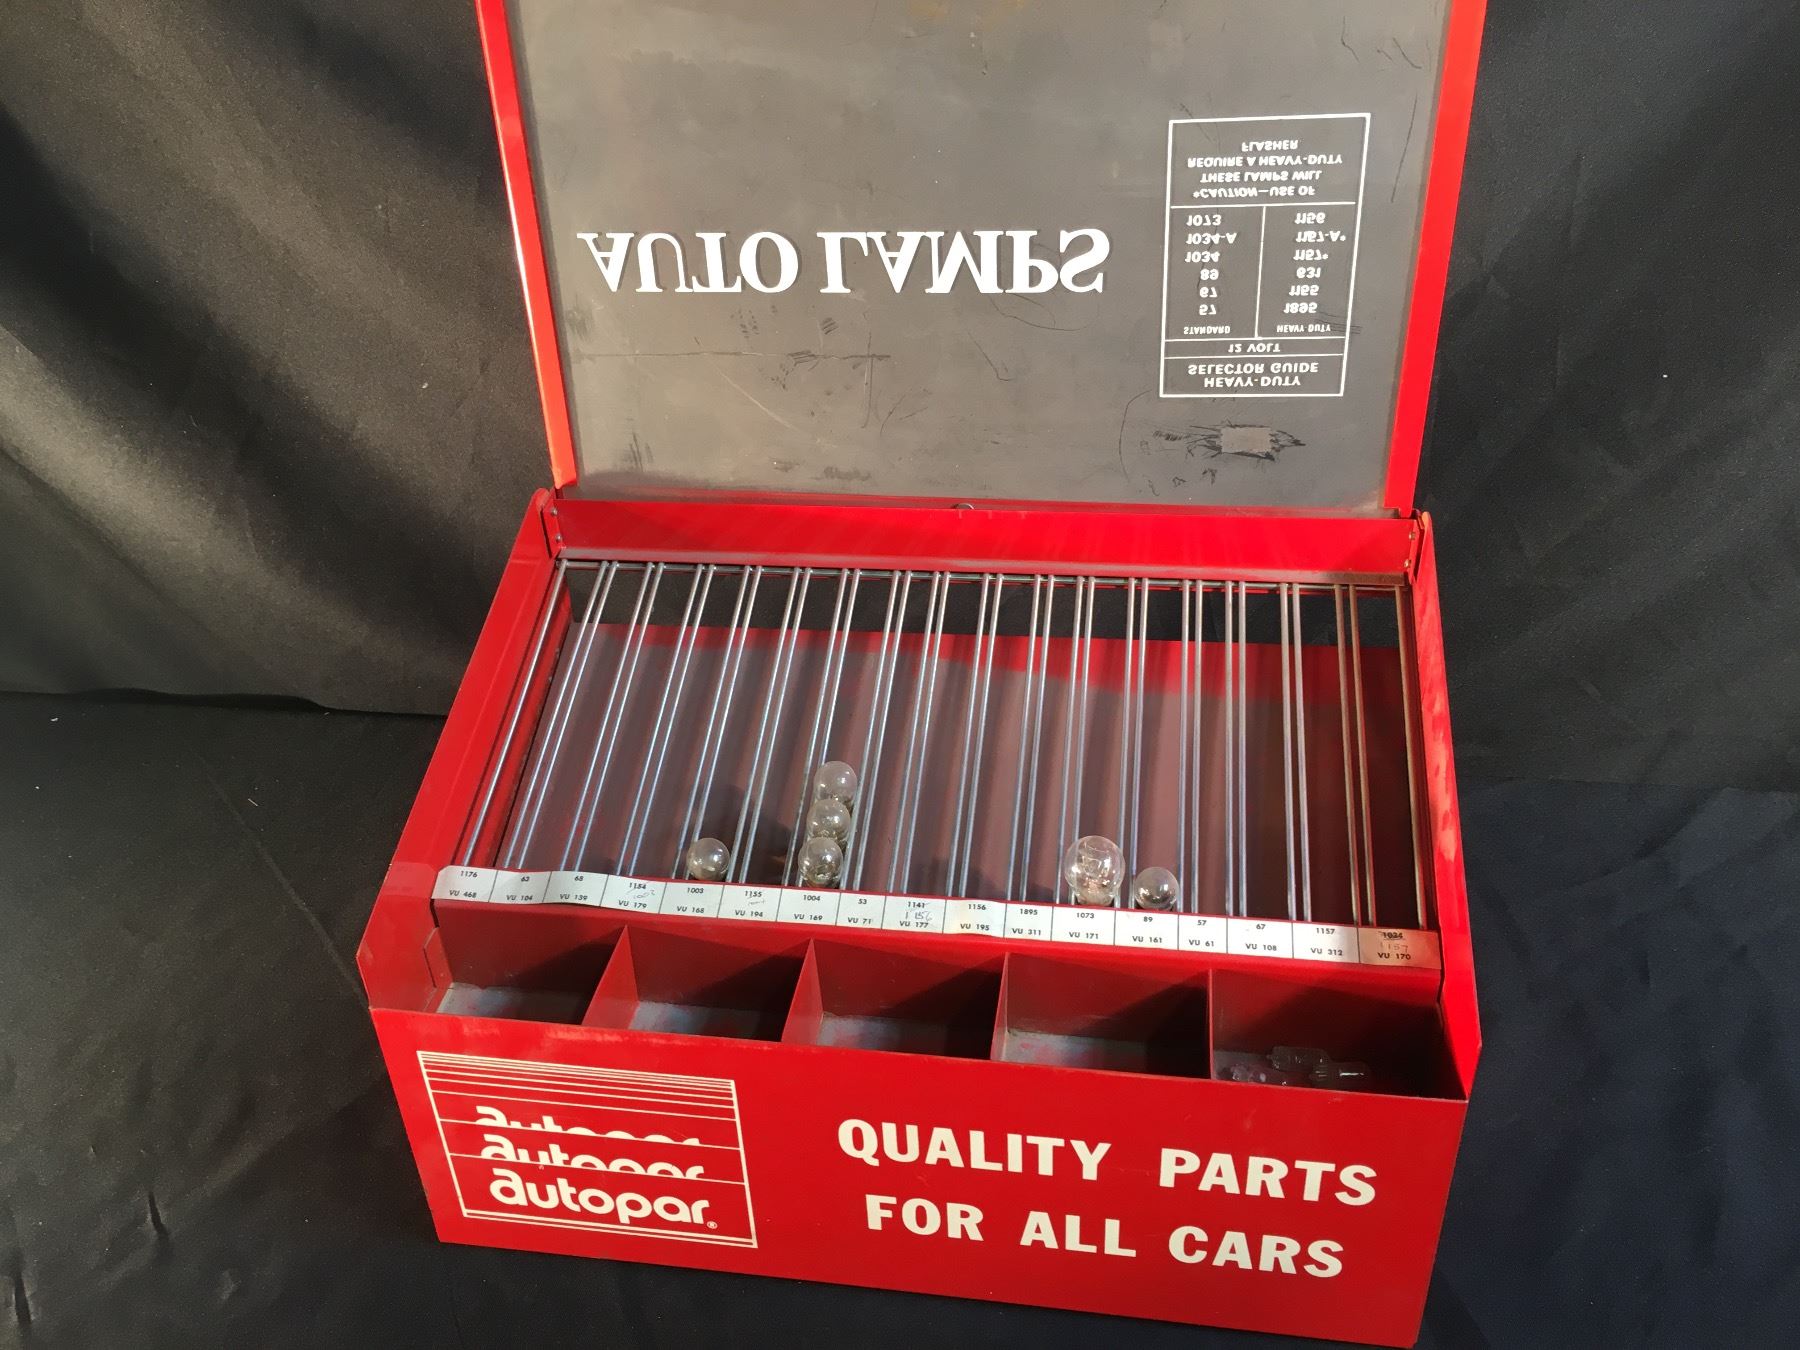 AUTO LAMPS
HEAVY-DUTY
SELECTOR GUIDE
12 VOLT
STANDARD HEAVY DUTY
57 1895
67 1155
89 631
1034 1157*
1034-A 1157-A*
1073 1156
*CAUTION—USE OF
THESE LAMPS WILL
REQUIRE A HEAVY-DUTY
FLASHER
1176 63 68 1154 1003 1155 1004 53 1141 1156 1895 1073 89 57 67 1157 1034
1003 1156 1157
VU 468 VU 104 VU 139 VU 179 VU 168 VU 194 VU 169 VU 71 VU 177 VU 195 VU 311 VU 171 VU 161 VU 61 VU 108 VU 312 VU 170
autopar
autopar
autopar®
QUALITY PARTS
FOR ALL CARS